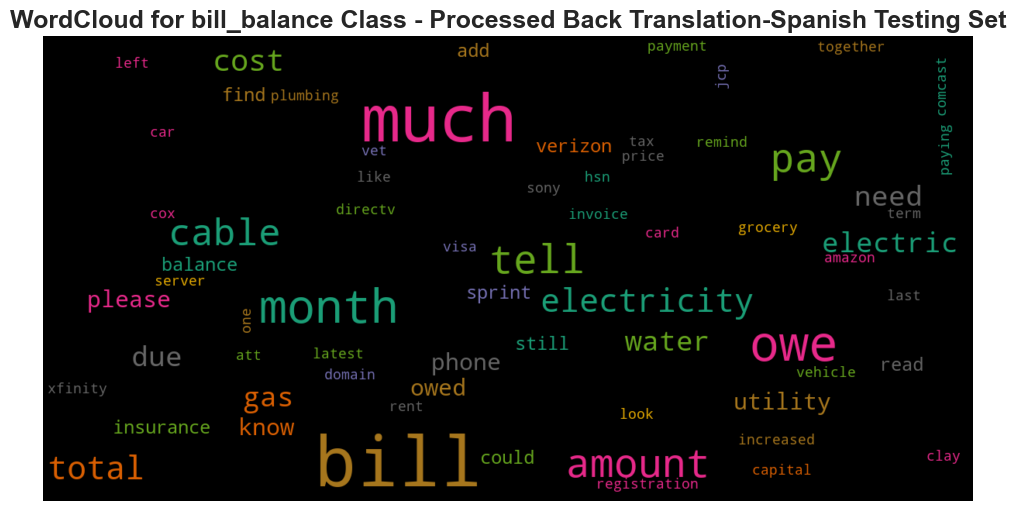 WordCloud for bill_balance Class - Processed Back Translation-Spanish Testing Set
left
cost
add
payment
together
find
plumbing
jcp
paying
comcast
much
car
vet
verizon
tax
price
remind
pay
like
sony
hsn
need
term
cox
directv
invoice
card
grocery
cable
visa
tell
electric
amazon
balance
server
please
month
sprint
electricity
last
one
still
water
owe
due
att
latest
domain
phone
vehicle
read
xfinity
gas
owed
rent
look
utility
insurance
know
increased
total
bill
could
amount
registration
capital
clay